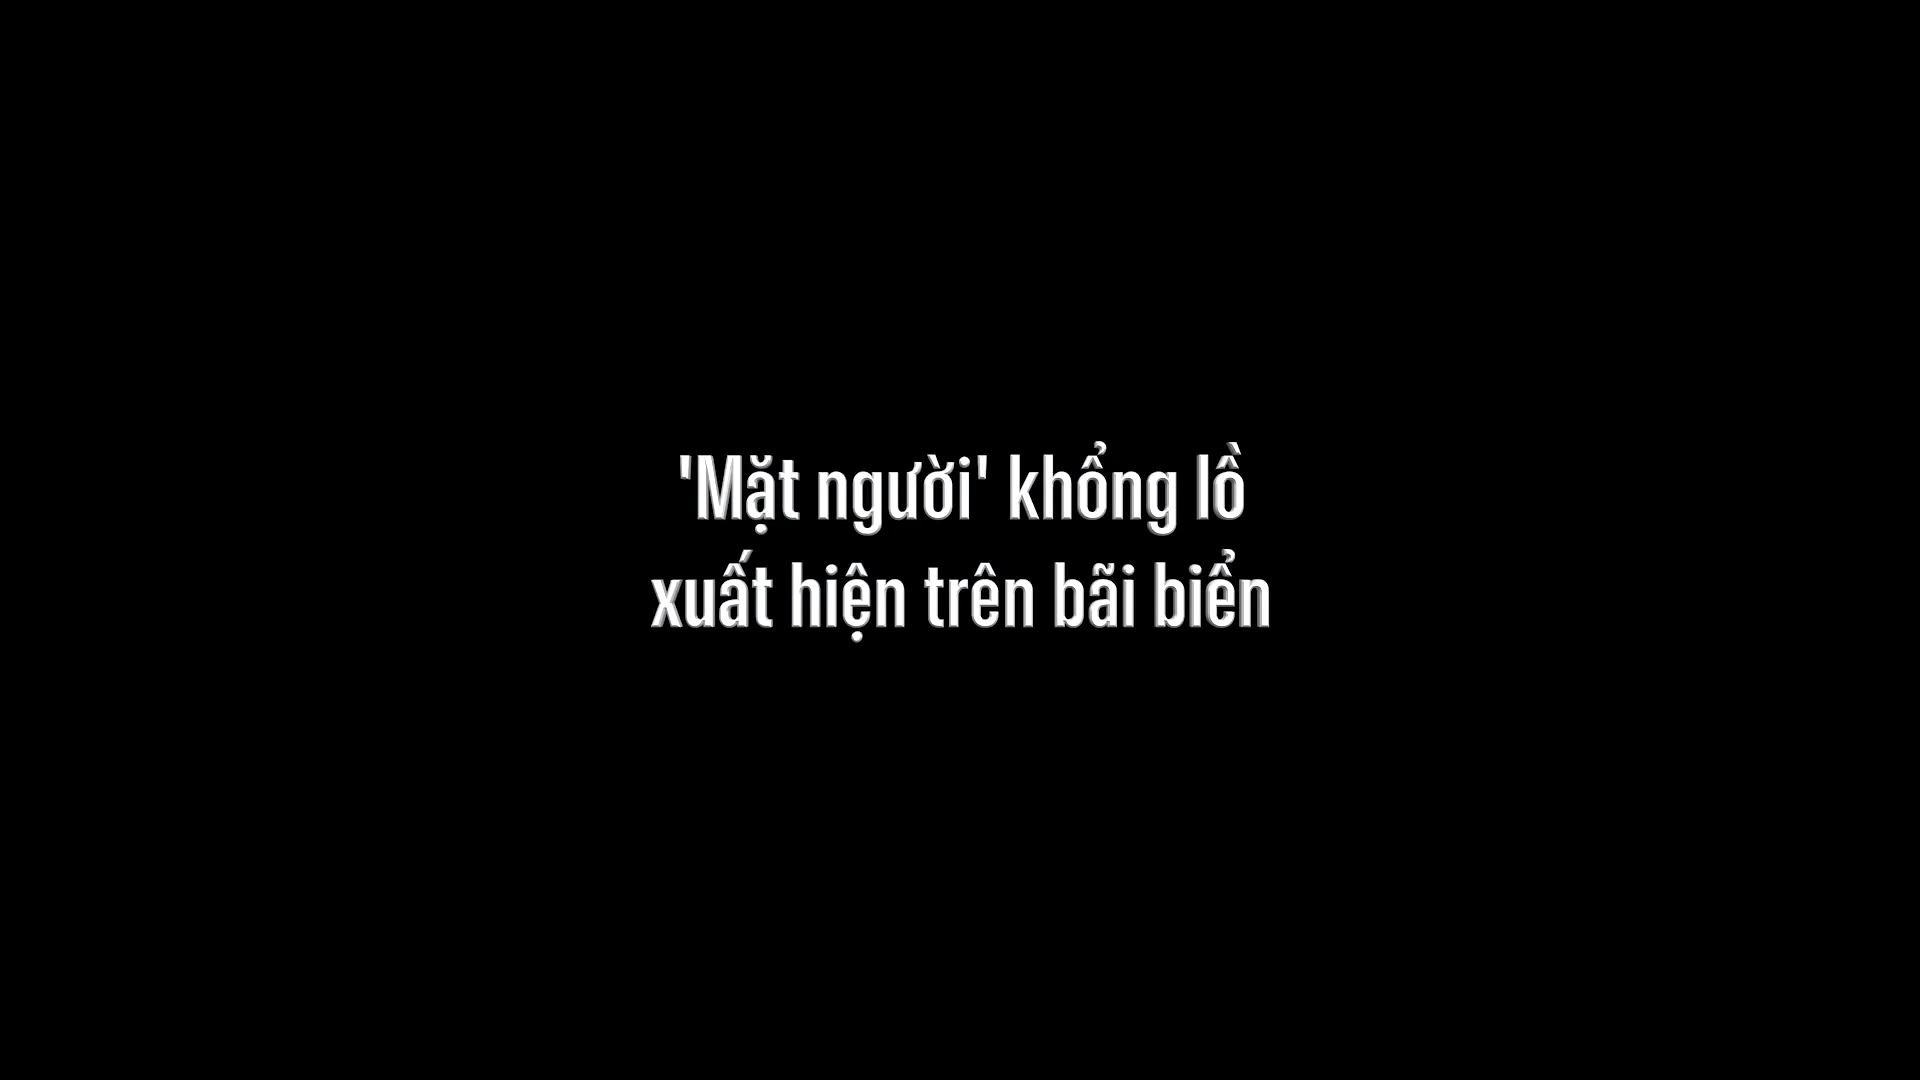 'Mặt người' khổng lồ
xuất hiện trên bãi biển